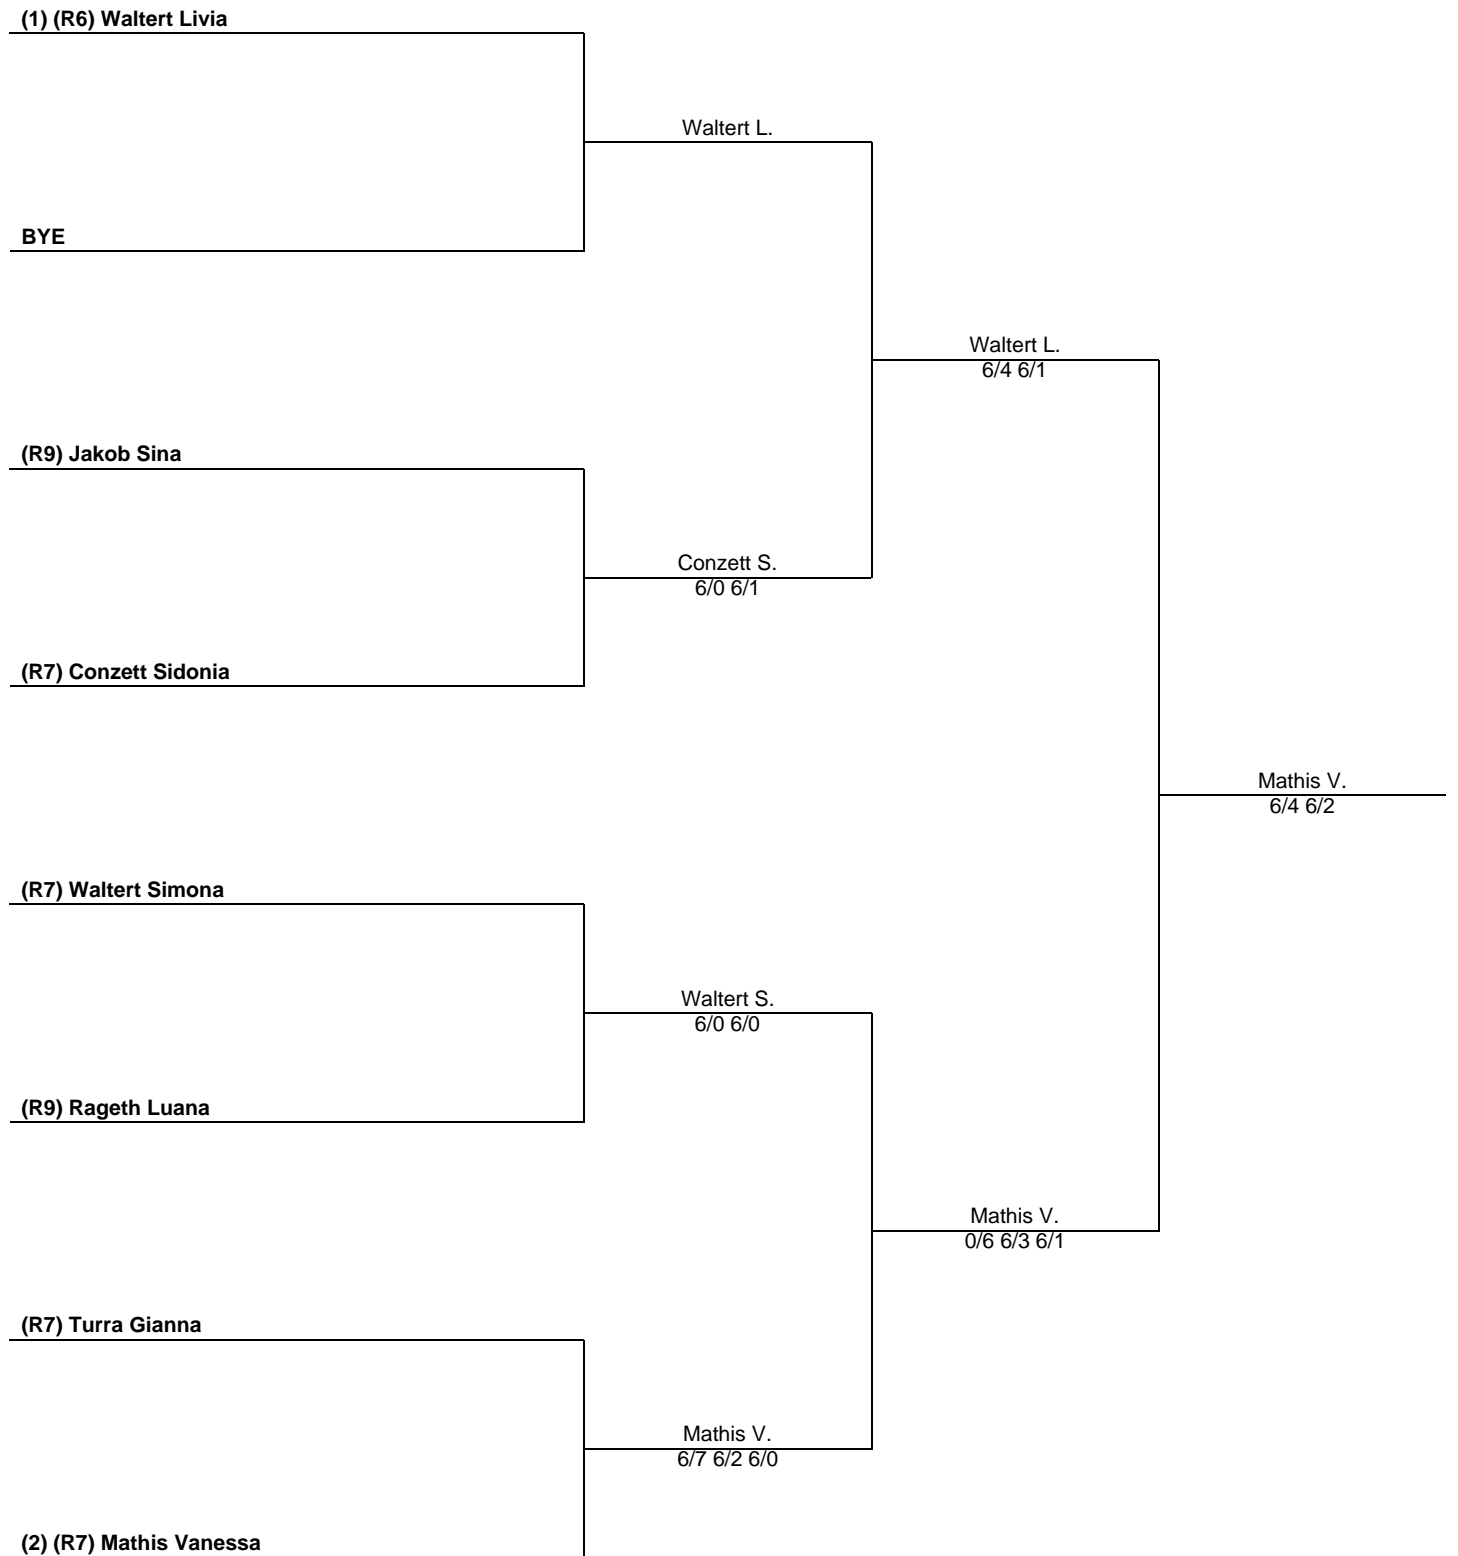 (1) (R6) Waltert Livia
Waltert L.
BYE
Waltert L.
6/4 6/1
(R9) Jakob Sina
Conzett S.
6/0 6/1
(R7) Conzett Sidonia
Mathis V.
6/4 6/2
(R7) Waltert Simona
Waltert S.
6/0 6/0
(R9) Rageth Luana
Mathis V.
0/6 6/3 6/1
(R7) Turra Gianna
Mathis V.
6/7 6/2 6/0
(2) (R7) Mathis Vanessa